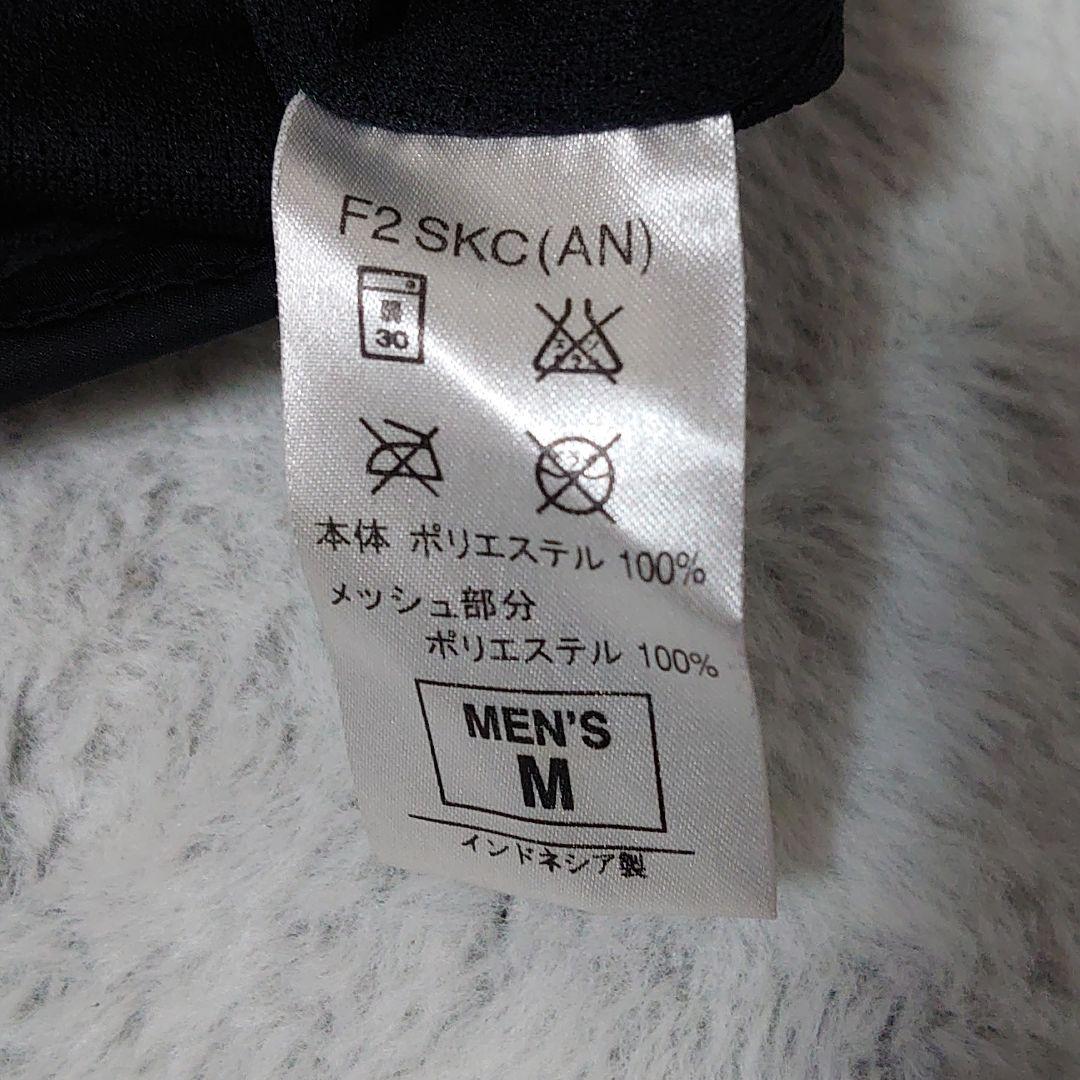 F2 SKC(AN)
30
本体 ポリエステル 100%
メッシュ部分
ポリエステル 100%
MEN'S
M
インドネシア製